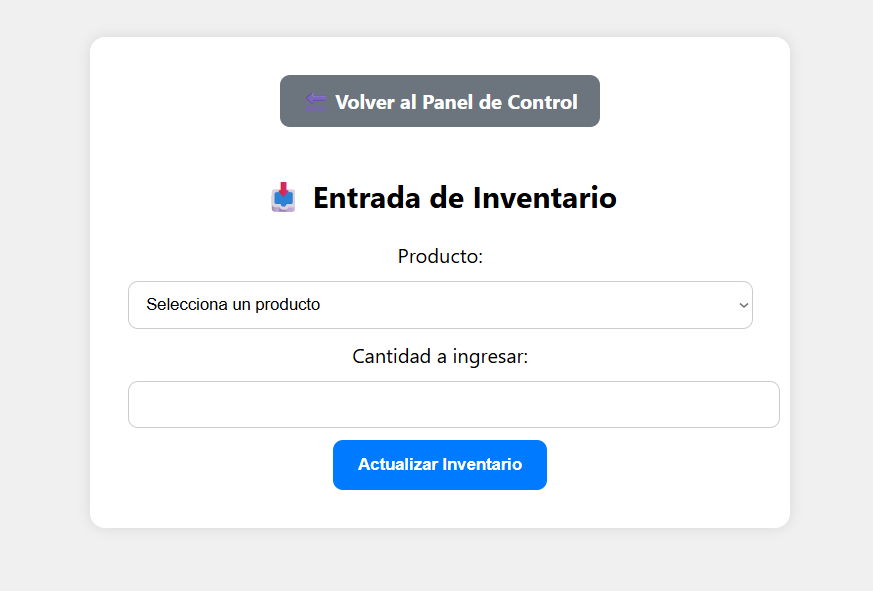 Volver al Panel de Control
Entrada de Inventario
Producto:
Selecciona un producto
Cantidad a ingresar:
Actualizar Inventario